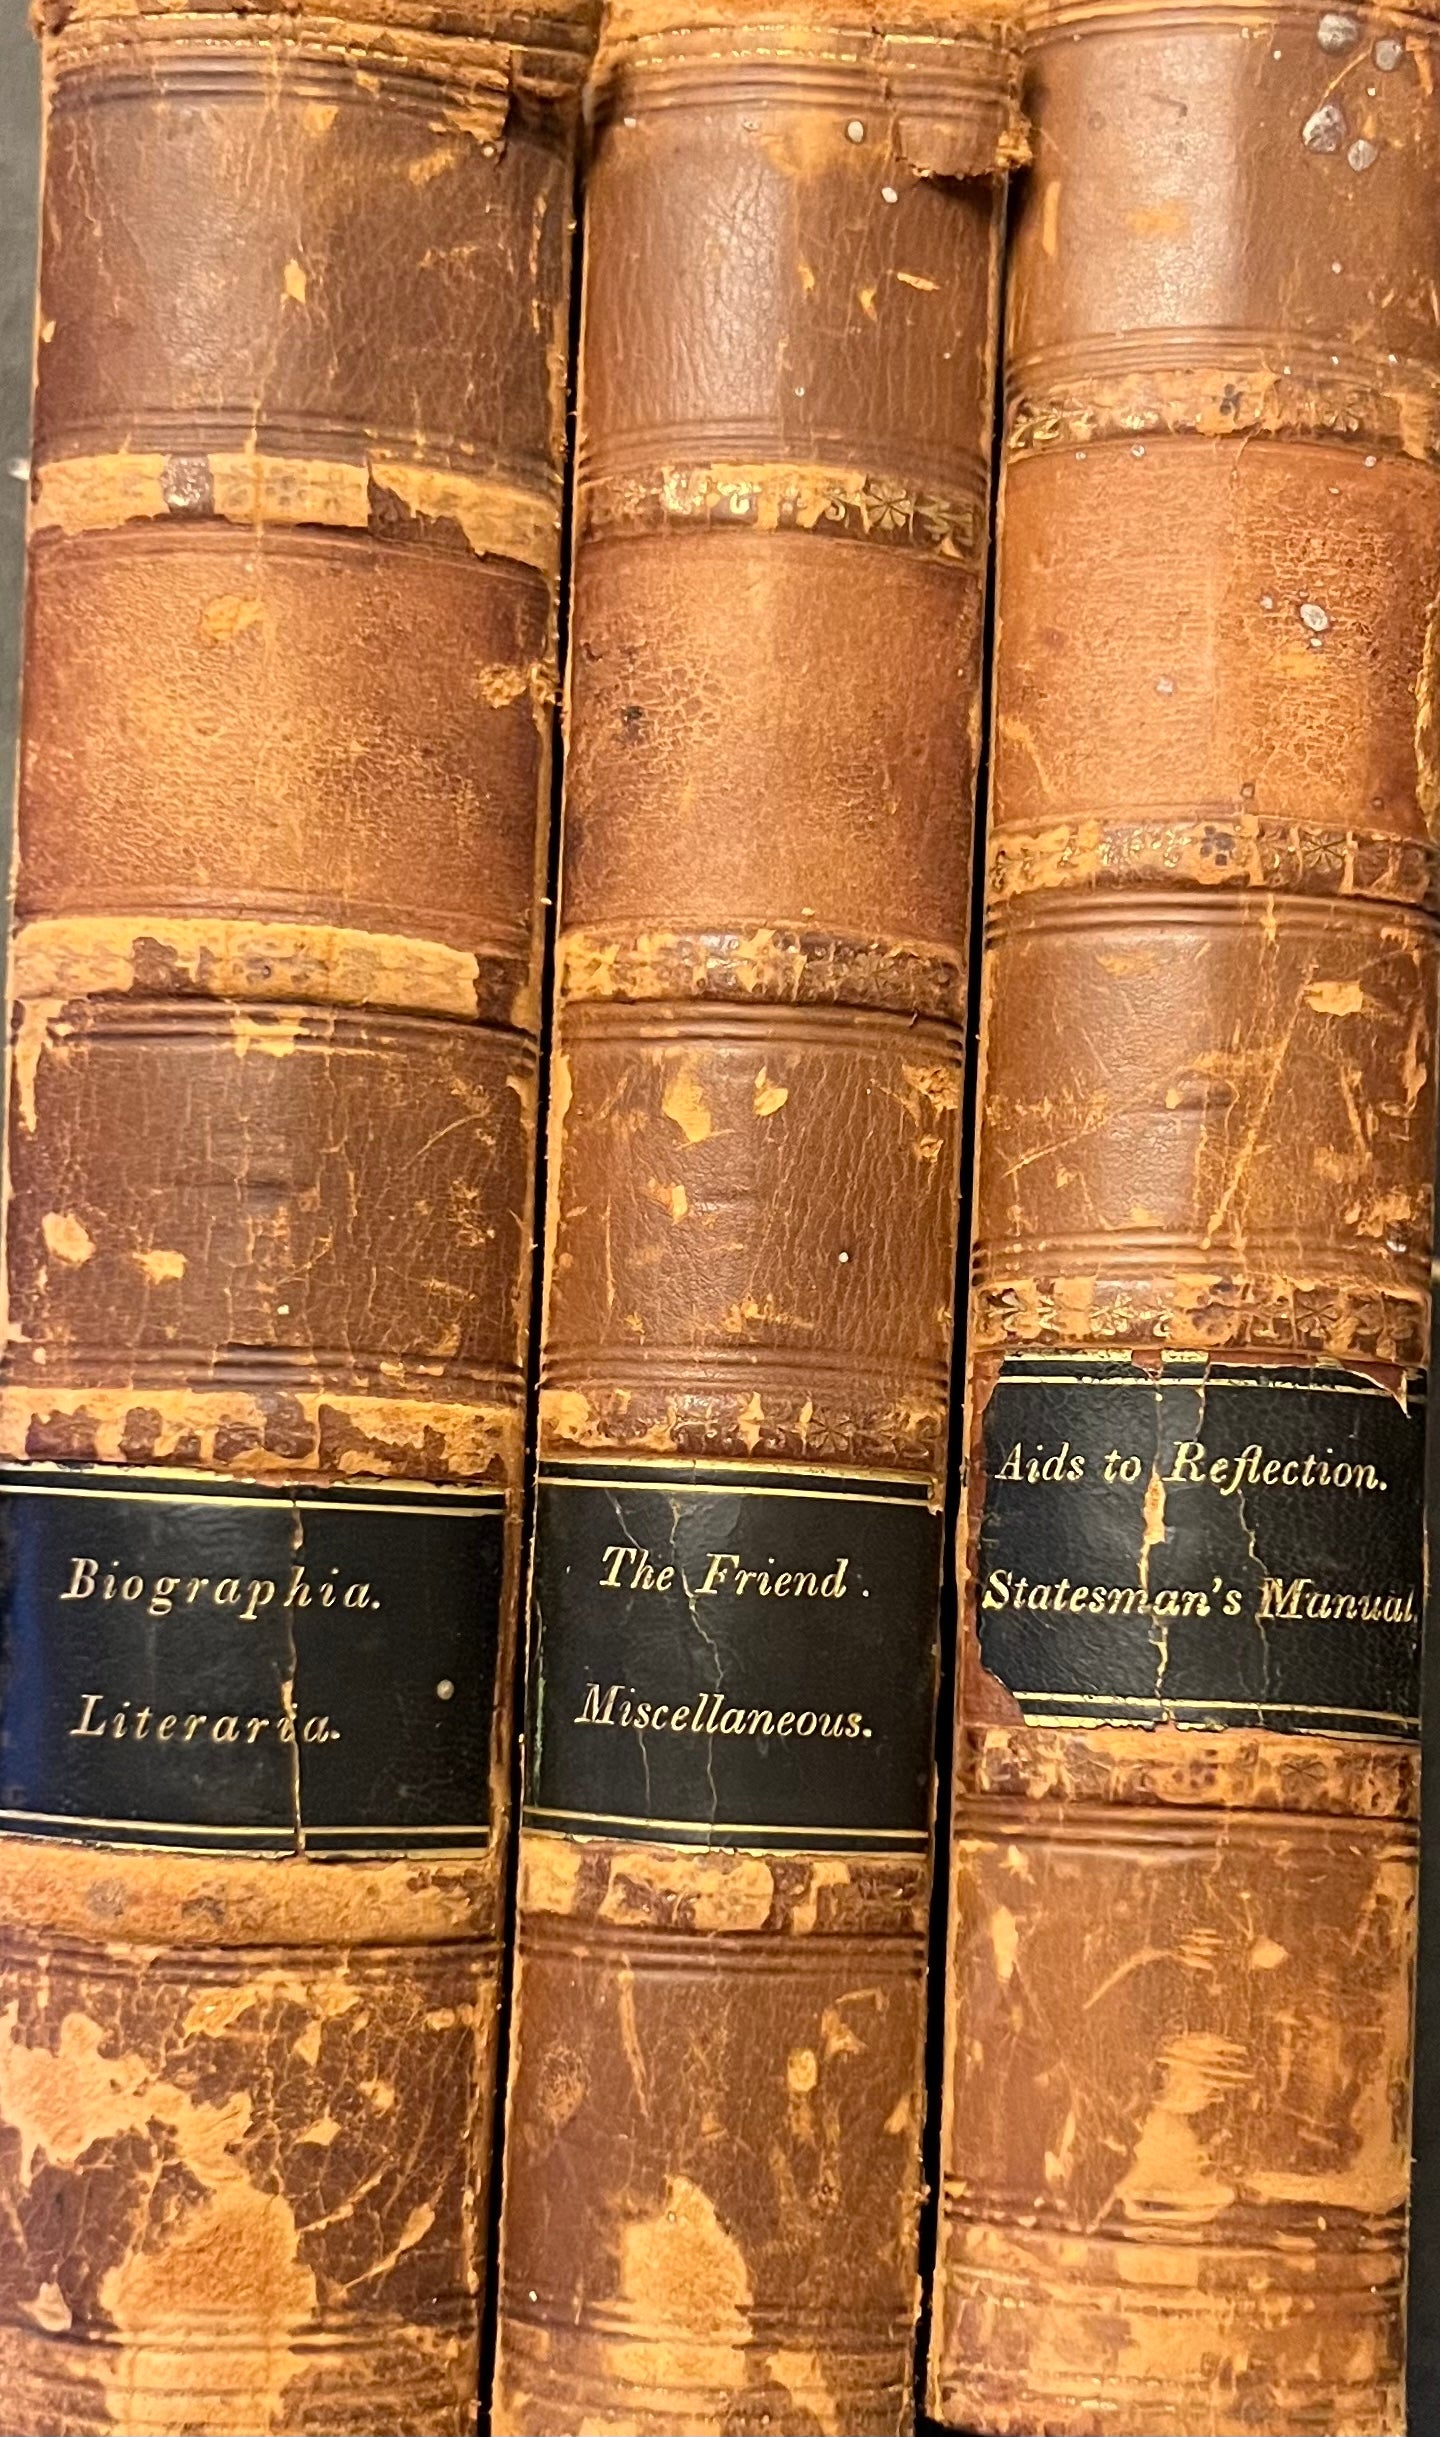 Biographia.
Literaria.
The Friend.
Miscellaneous.
Aids to Reflection.
Statesman's Manual.